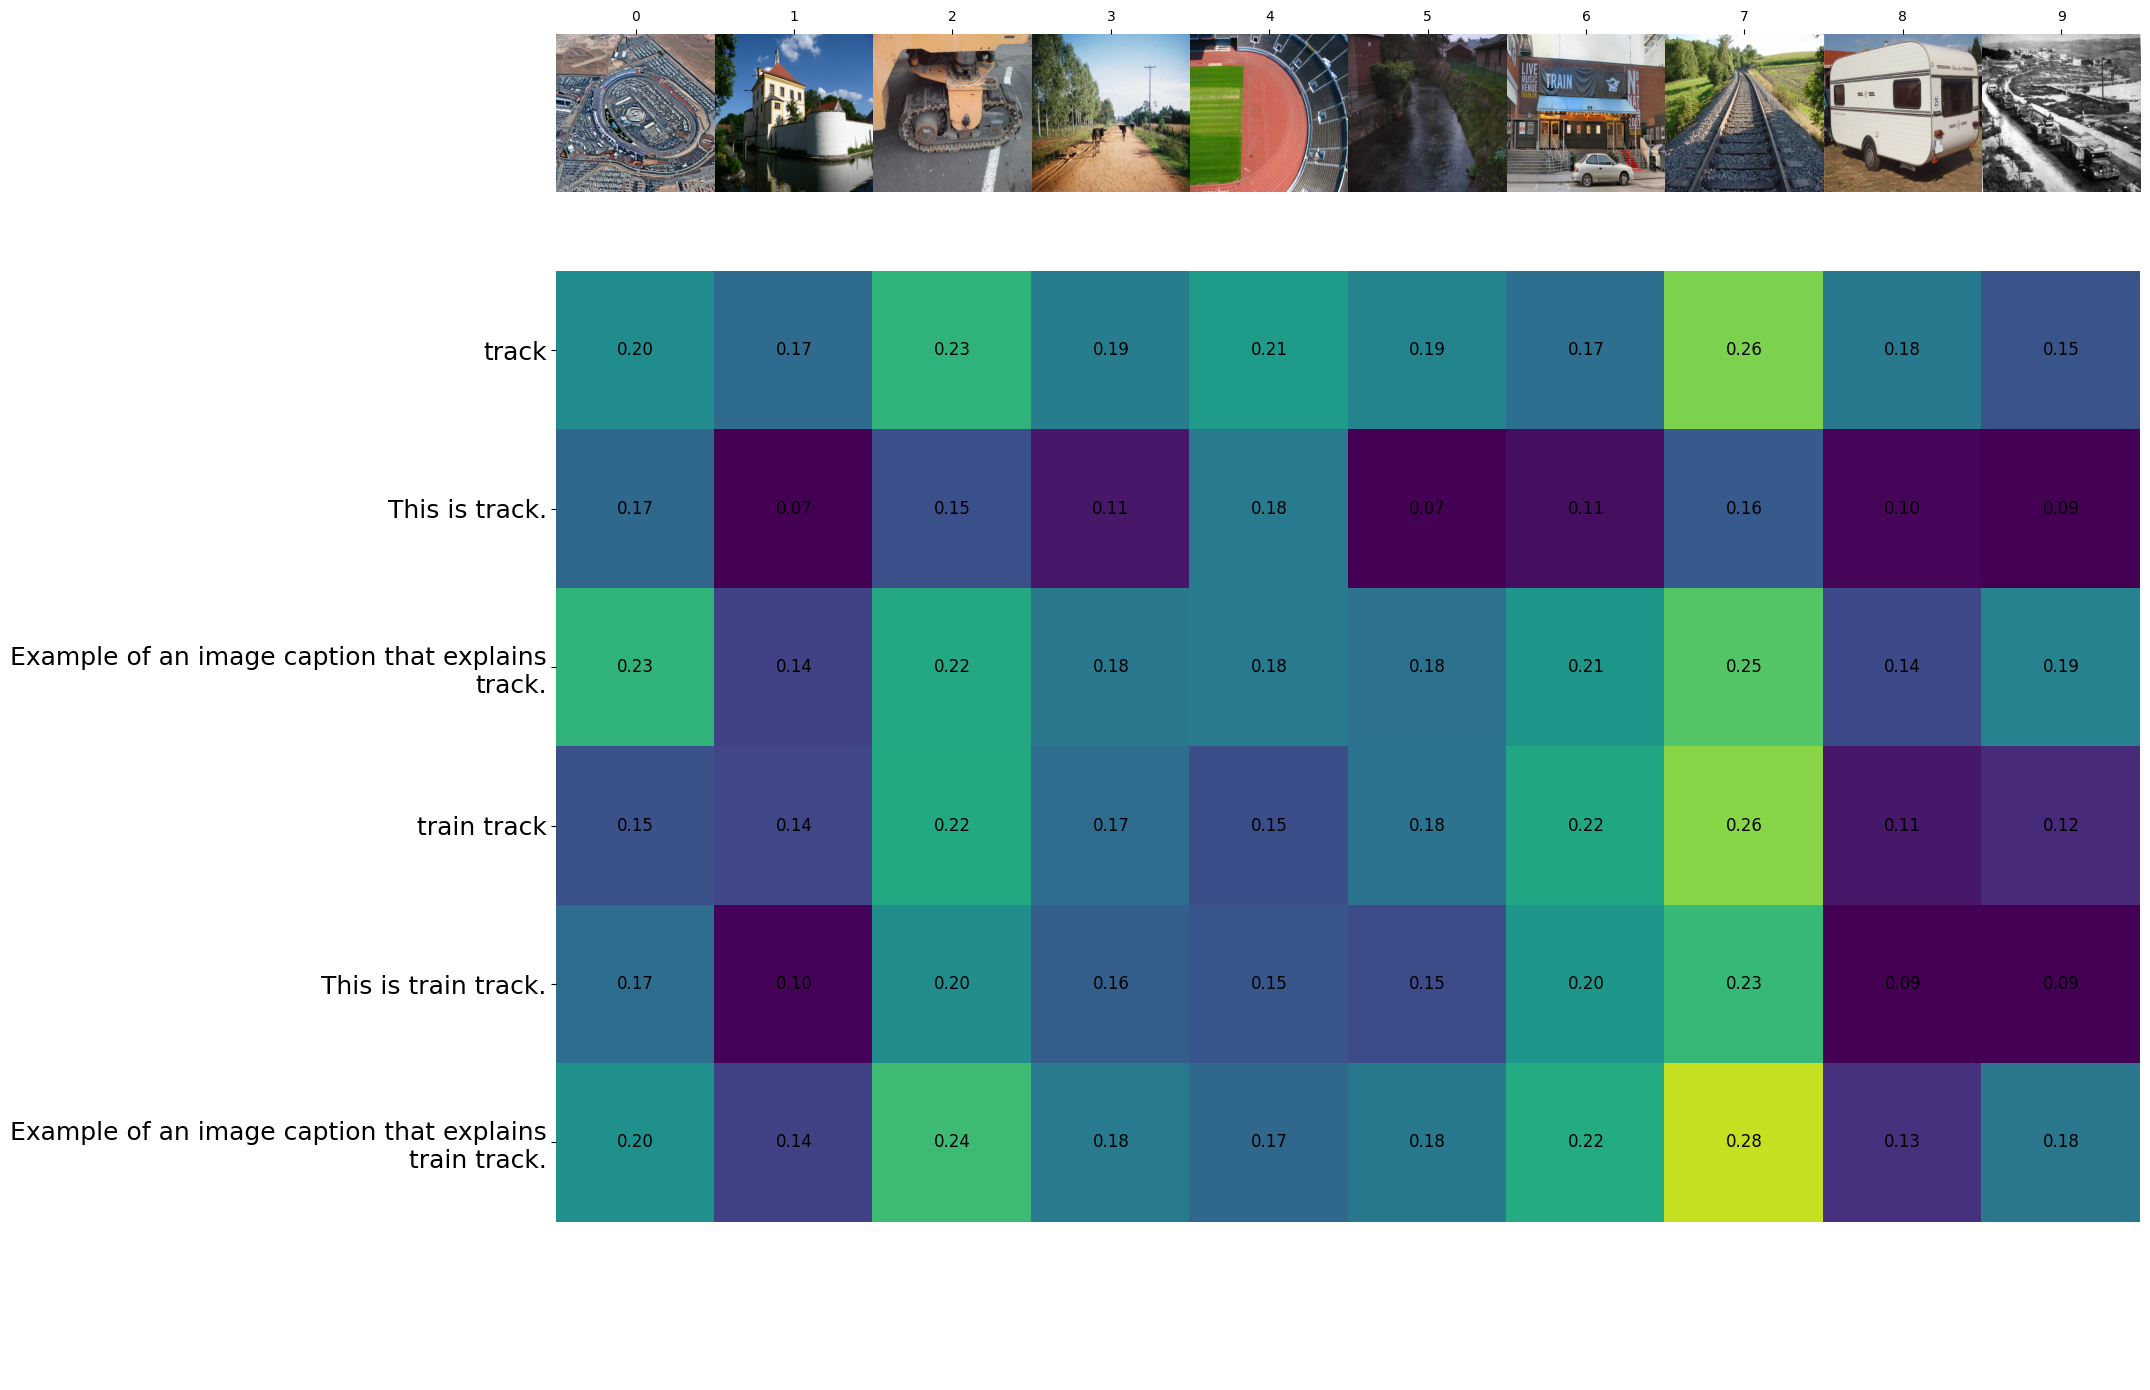 0 1 2 3 4 5 6 7 8 9
LIVE
MUSIC
VENUE
TRAIN
track 0.20 0.17 0.23 0.19 0.21 0.19 0.17 0.26 0.18 0.15
This is track. 0.17 0.07 0.15 0.11 0.18 0.07 0.11 0.16 0.10 0.09
Example of an image caption that explains
track. 0.23 0.14 0.22 0.18 0.18 0.18 0.21 0.25 0.14 0.19
train track 0.15 0.14 0.22 0.17 0.15 0.18 0.22 0.26 0.11 0.12
This is train track. 0.17 0.10 0.20 0.16 0.15 0.15 0.20 0.23 0.09 0.09
Example of an image caption that explains
train track. 0.20 0.14 0.24 0.18 0.17 0.18 0.22 0.28 0.13 0.18